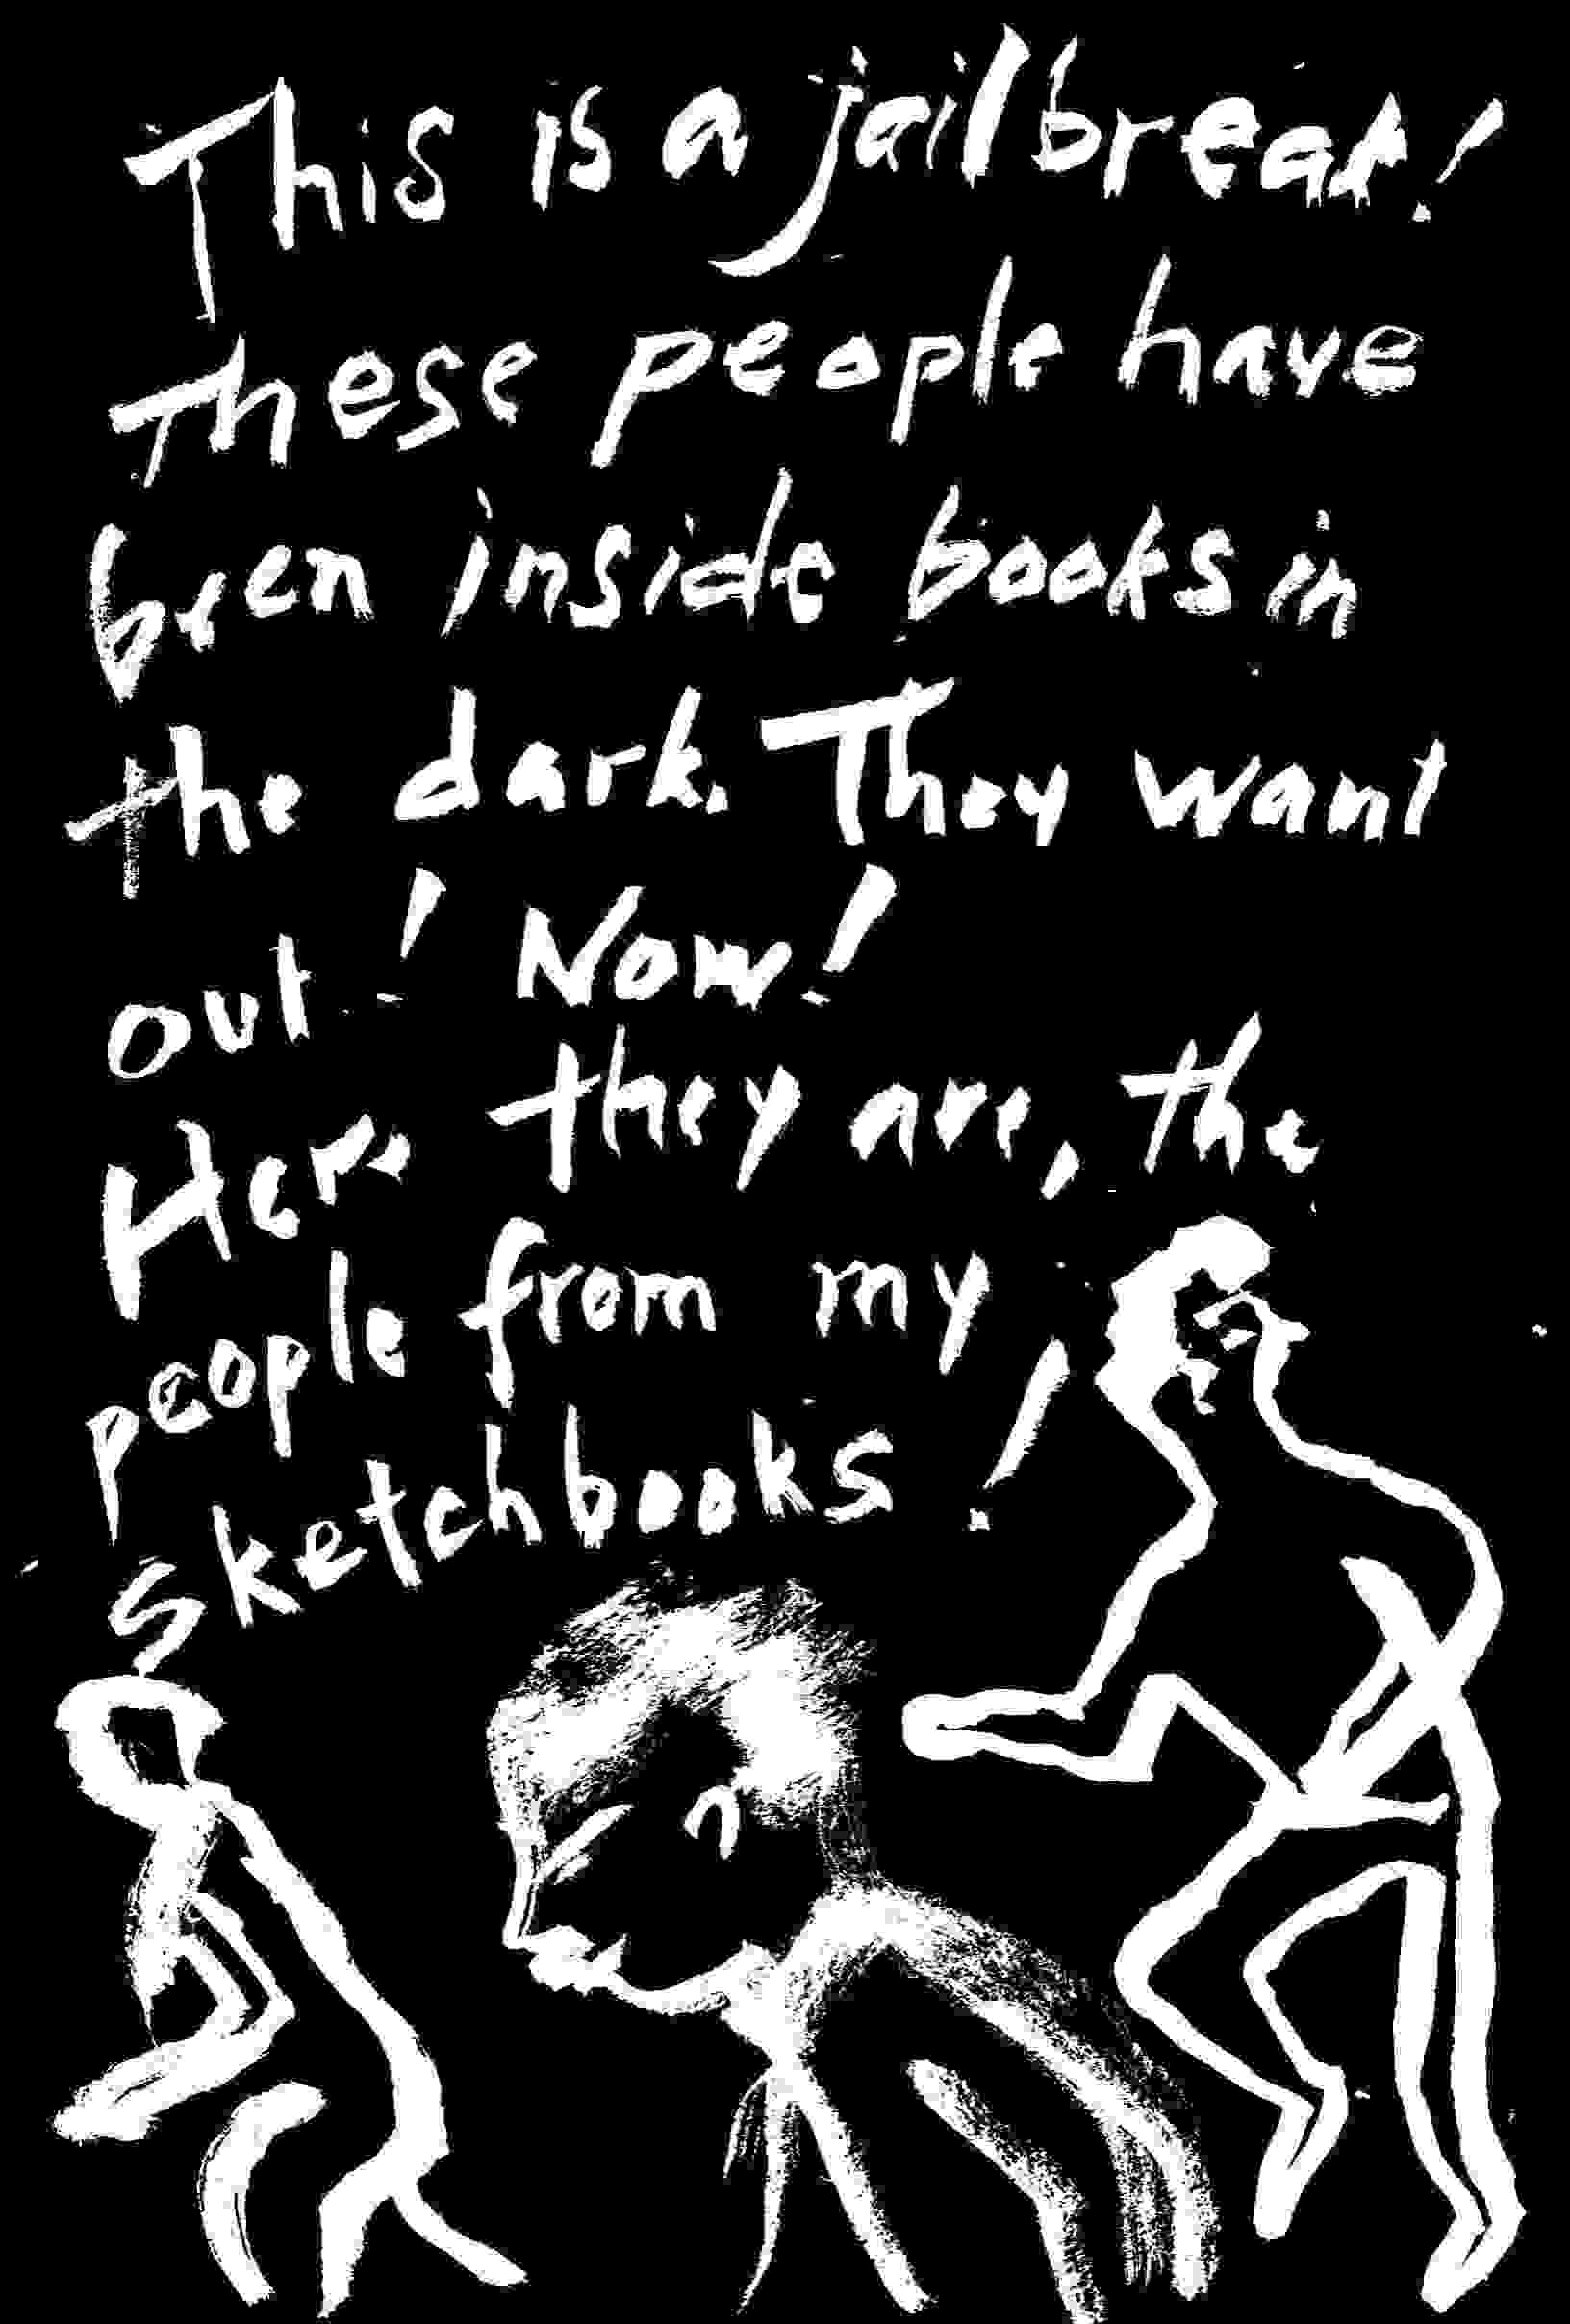 This is a jailbreak!
These people have
been inside books in
the dark. They want
out! Now!
Here they are, the
people from my
sketchbooks!